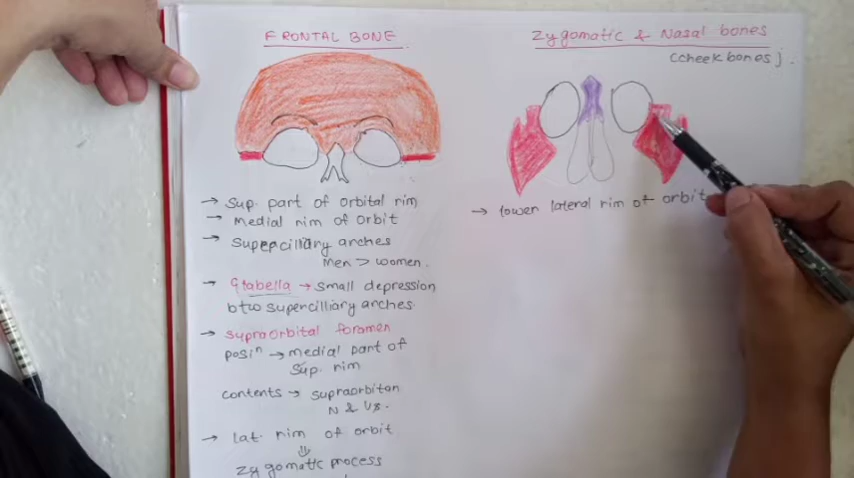 FRONTAL BONE
→ Sup. part of orbital rim
→ Medial rim of orbit
→ Superciliary arches
Men > women.
→ Glabella → small depression
btw superciliary arches.
→ Supraorbital foramen
Posiⁿ → medial part of
Sup. rim
Contents → supraorbital
N & Vs.
→ lat. rim of orbit
⇓
zygomatic process
Zygomatic & Nasal bones
(cheekbones).
→ lower lateral rim of orbit